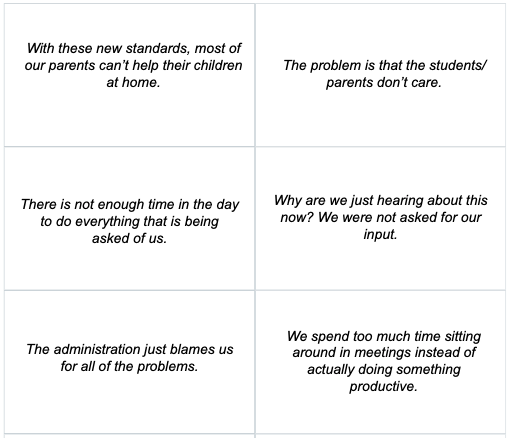 With these new standards, most of
our parents can't help their children
at home.
The problem is that the students/
parents don't care.
There is not enough time in the day
to do everything that is being
asked of us.
Why are we just hearing about this
now? We were not asked for our
input.
The administration just blames us
for all of the problems.
We spend too much time sitting
around in meetings instead of
actually doing something
productive.